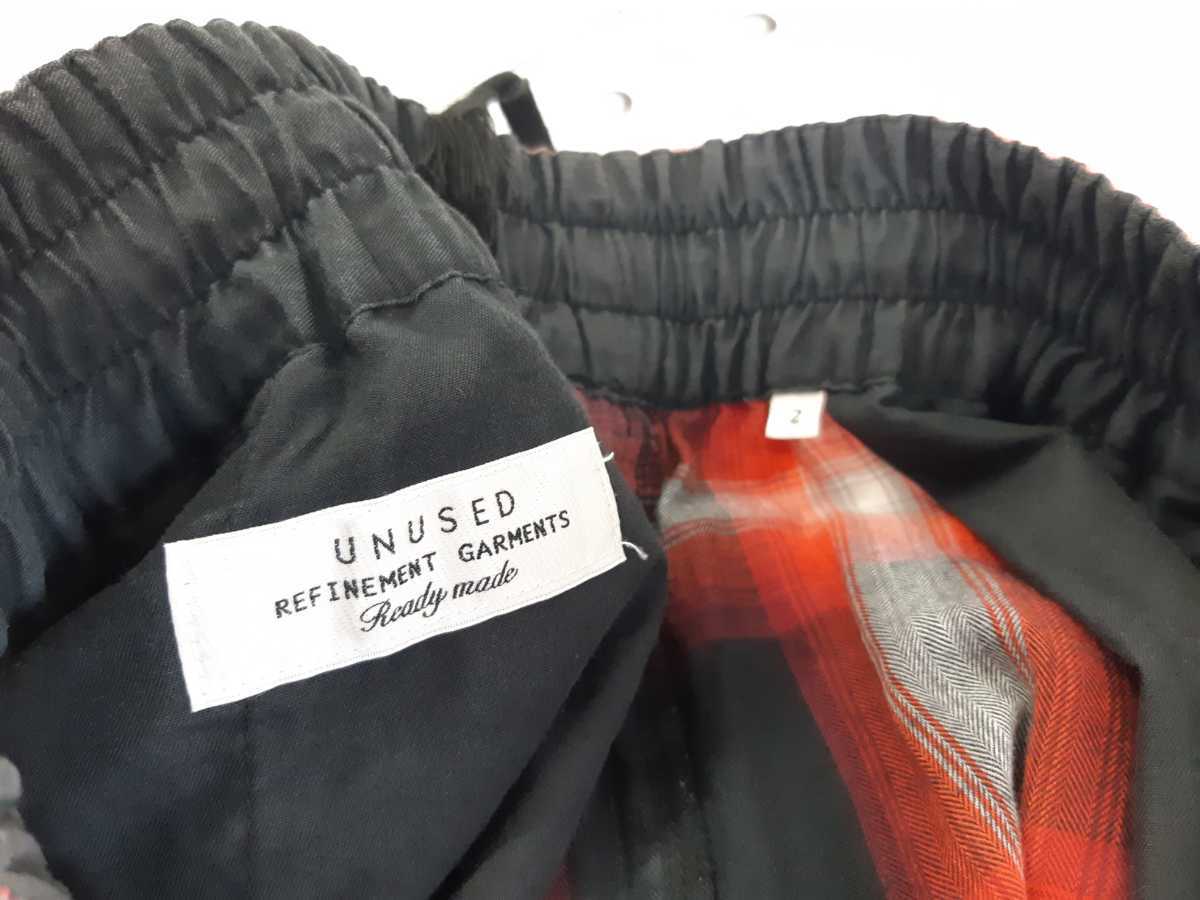 UNUSED
REFINEMENT GARMENTS
Ready made
2